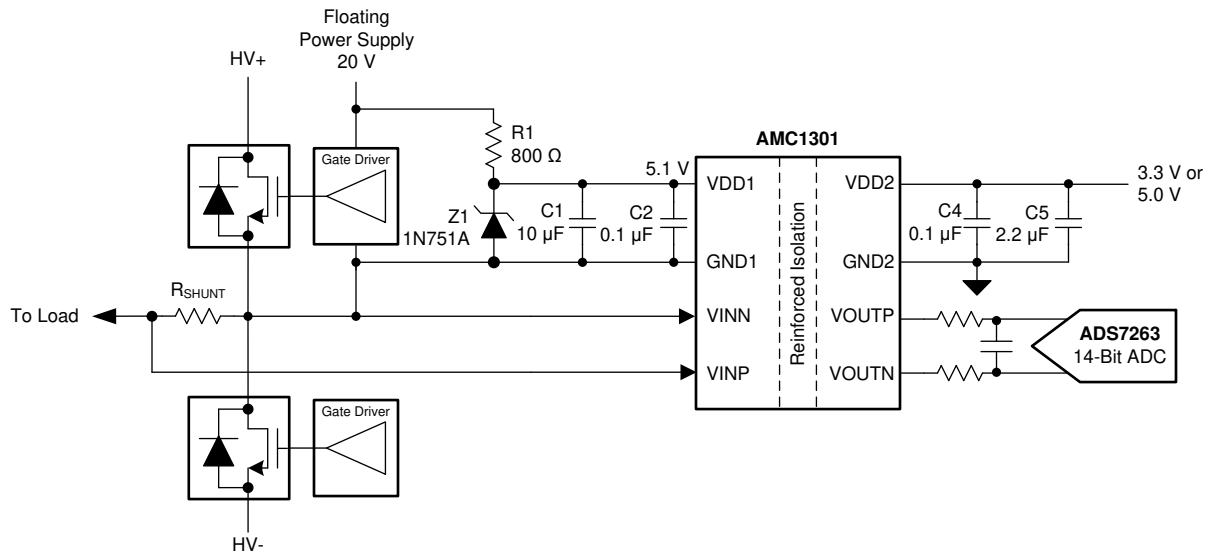 Floating
Power Supply
20 V
HV+
Gate Driver
R1
800 Ω
5.1 V
Z1
1N751A
C1
10 µF
C2
0.1 µF
AMC1301
VDD1
GND1
VINN
VINP
Reinforced Isolation
VDD2
GND2
VOUTP
VOUTN
3.3 V or
5.0 V
C4
0.1 µF
C5
2.2 µF
ADS7263
14-Bit ADC
To Load
RSHUNT
Gate Driver
HV-